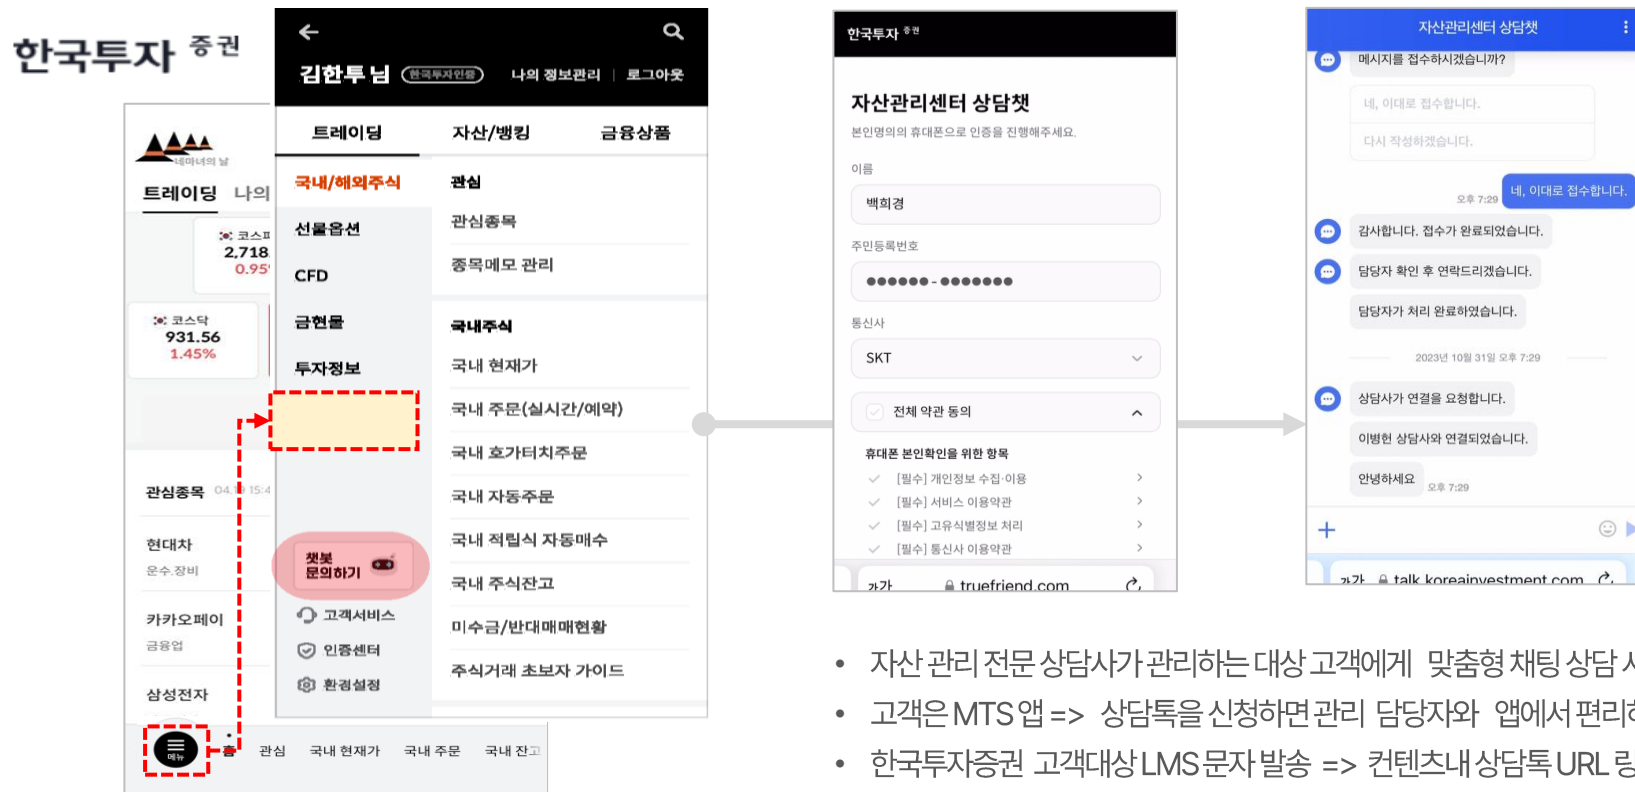 한국투자 증권
네마녀의 날
트레이딩 나의
코스피
2,718.
0.95
코스닥
931.56
1.45%
관심종목 04.19 15:4
현대차
운수.장비
카카오페이
금융업
삼성전자
메뉴
홈 관심 국내 현재가 국내 주문 국내 잔고
김한투 님 한국투자인증 나의 정보관리 | 로그아웃
트레이딩 자산/뱅킹 금융상품
국내/해외주식
선물옵션
CFD
금현물
투자정보
챗봇
문의하기
고객서비스
인증센터
환경설정
관심
관심종목
종목메모 관리
국내주식
국내 현재가
국내 주문(실시간/예약)
국내 호가터치주문
국내 자동주문
국내 적립식 자동매수
국내 주식잔고
미수금/반대매매현황
주식거래 초보자 가이드
한국투자 증권
자산관리센터 상담챗
본인명의의 휴대폰으로 인증을 진행해주세요.
이름
백희경
주민등록번호
●●●●●● - ●●●●●●●
통신사
SKT
전체 약관 동의
휴대폰 본인확인을 위한 항목
[필수] 개인정보 수집·이용
[필수] 서비스 이용약관
[필수] 고유식별정보 처리
[필수] 통신사 이용약관
가가 truefriend.com
자산관리센터 상담챗
메시지를 접수하시겠습니까?
네, 이대로 접수합니다.
다시 작성하겠습니다.
오후 7:29 네, 이대로 접수합니다.
감사합니다. 접수가 완료되었습니다.
담당자 확인 후 연락드리겠습니다.
담당자가 처리 완료하였습니다.
2023년 10월 31일 오후 7:29
상담사가 연결을 요청합니다.
이병헌 상담사와 연결되었습니다.
안녕하세요 오후 7:29
가가 talk.koreainvestment.com
• 자산 관리 전문 상담사가 관리하는 대상 고객에게 맞춤형 채팅 상담 
• 고객은 MTS 앱 => 상담톡을 신청하면 관리 담당자와 앱에서 편리하
• 한국투자증권 고객대상 LMS 문자 발송 => 컨텐츠내 상담톡 URL 링